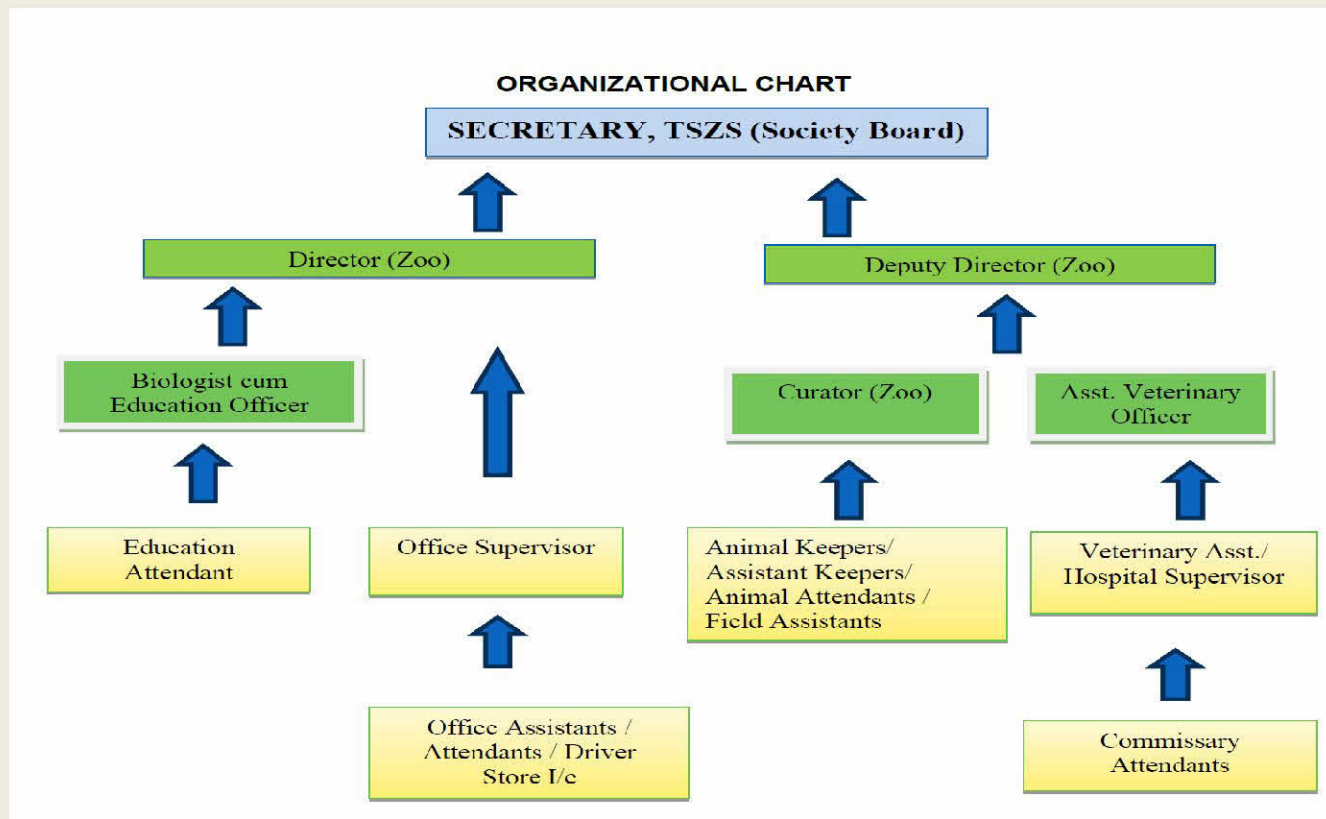 ORGANIZATIONAL CHART
SECRETARY, TSZS (Society Board)
Director (Zoo)
Deputy Director (Zoo)
Biologist cum
Education Officer
Curator (Zoo)
Asst. Veterinary
Officer
Education
Attendant
Office Supervisor
Animal Keepers/
Assistant Keepers/
Animal Attendants /
Field Assistants
Veterinary Asst./
Hospital Supervisor
Office Assistants /
Attendants / Driver
Store I/c
Commissary
Attendants